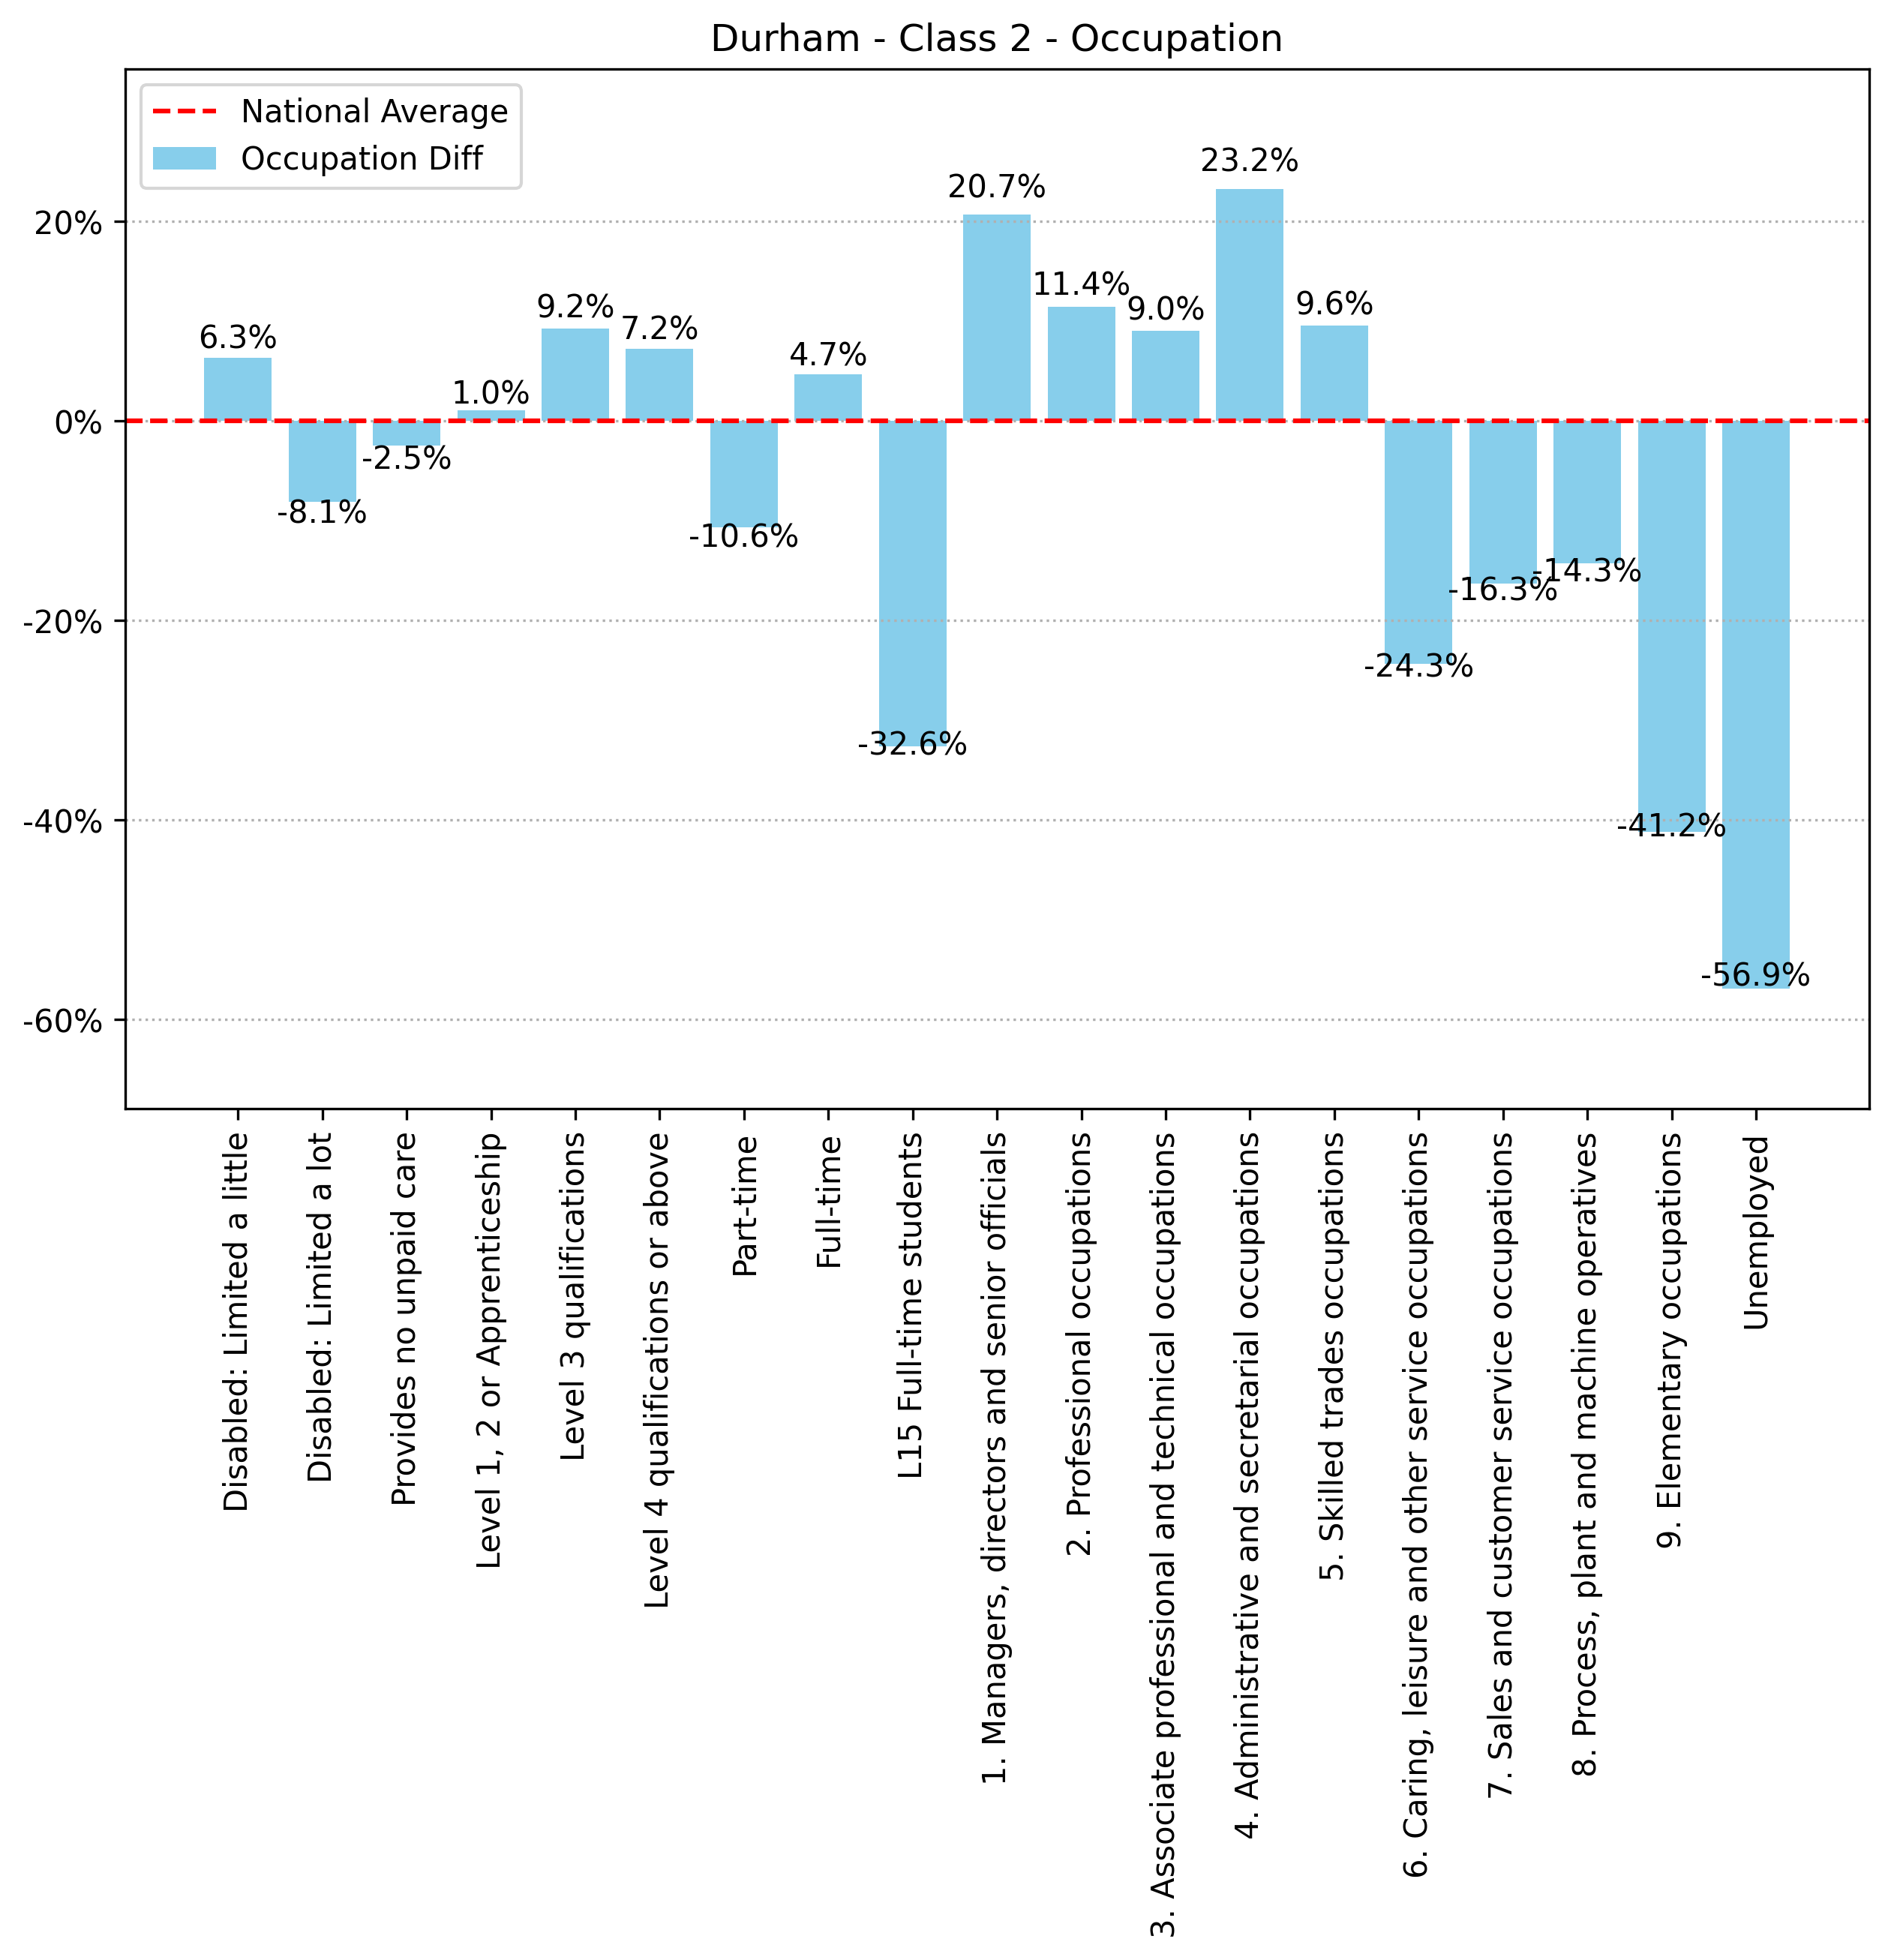 Durham - Class 2 - Occupation
National Average
Occupation Diff
20%
0%
-20%
-40%
-60%
6.3%
-8.1%
-2.5%
1.0%
9.2%
7.2%
-10.6%
4.7%
-32.6%
20.7%
11.4%
9.0%
23.2%
9.6%
-24.3%
-16.3%
-14.3%
-41.2%
-56.9%
Disabled: Limited a little
Disabled: Limited a lot
Provides no unpaid care
Level 1, 2 or Apprenticeship
Level 3 qualifications
Level 4 qualifications or above
Part-time
Full-time
L15 Full-time students
1. Managers, directors and senior officials
2. Professional occupations
3. Associate professional and technical occupations
4. Administrative and secretarial occupations
5. Skilled trades occupations
6. Caring, leisure and other service occupations
7. Sales and customer service occupations
8. Process, plant and machine operatives
9. Elementary occupations
Unemployed